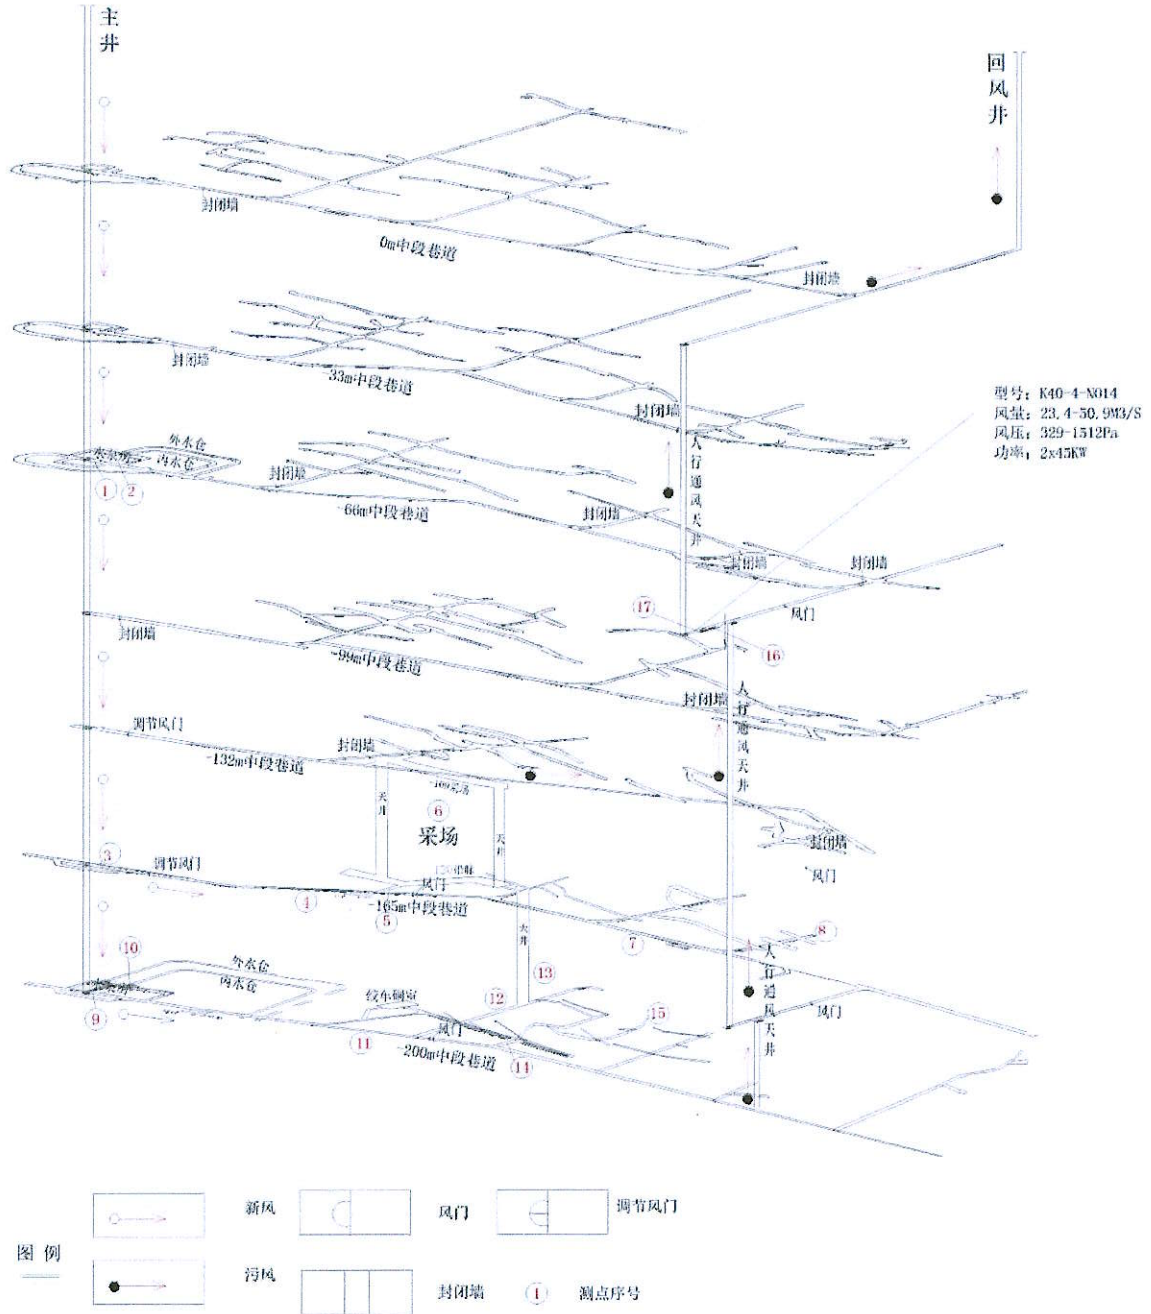 主井
回风井
封闭墙
0m中段巷道
封闭墙
封闭墙
-33m中段巷道
封闭墙
型号：K40-4-NO14
风量：23.4-50.9M3/S
风压：329-1512Pa
功率：2x45KW
外水仓
水泵房
内水仓
人行通风天井
① ②
封闭墙
-66m中段巷道
封闭墙
封闭墙
封闭墙
⑰
风门
⑯
封闭墙
-99m中段巷道
封闭墙
人行通风天井
调节风门
封闭墙
-132m中段巷道
天井
⑥
采场
天井
封闭墙
③
调节风门
风门
风门
④
⑤
-165m中段巷道
⑦
⑧
天井
人行通风天井
⑩
外水仓
水泵房
内水仓
⑬
⑨
绞车硐室
⑫
⑮
风门
风门
⑪
-200m中段巷道
⑭
图例
新风
风门
调节风门
污风
封闭墙
① 测点序号